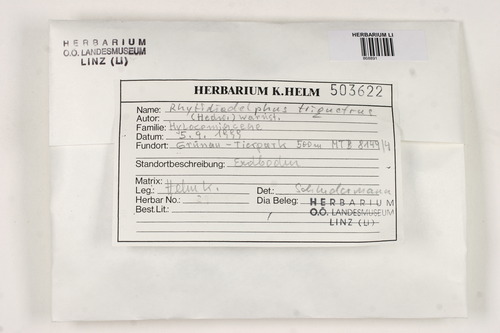 HERBARIUM
O.Ö. LANDESMUSEUM
LINZ (LI)
HERBARIUM LI
HERBARIUM K.HELM 503622
Name: Rhytidiadelphus triquetrus
Autor: (Hedw.) Warnst.
Familie: Hylocomiaceae
Datum: 5.9.1998
Fundort: Grünau-Tierpark 500m MTB 8149/4
Standortbeschreibung: Erdboden
Matrix:
Leg.: Helm K. Det.: Schlüdermann
Herbar No.: Dia Beleg: HERBARIUM
Best.Lit.: O.Ö. LANDESMUSEUM
LINZ (LI)